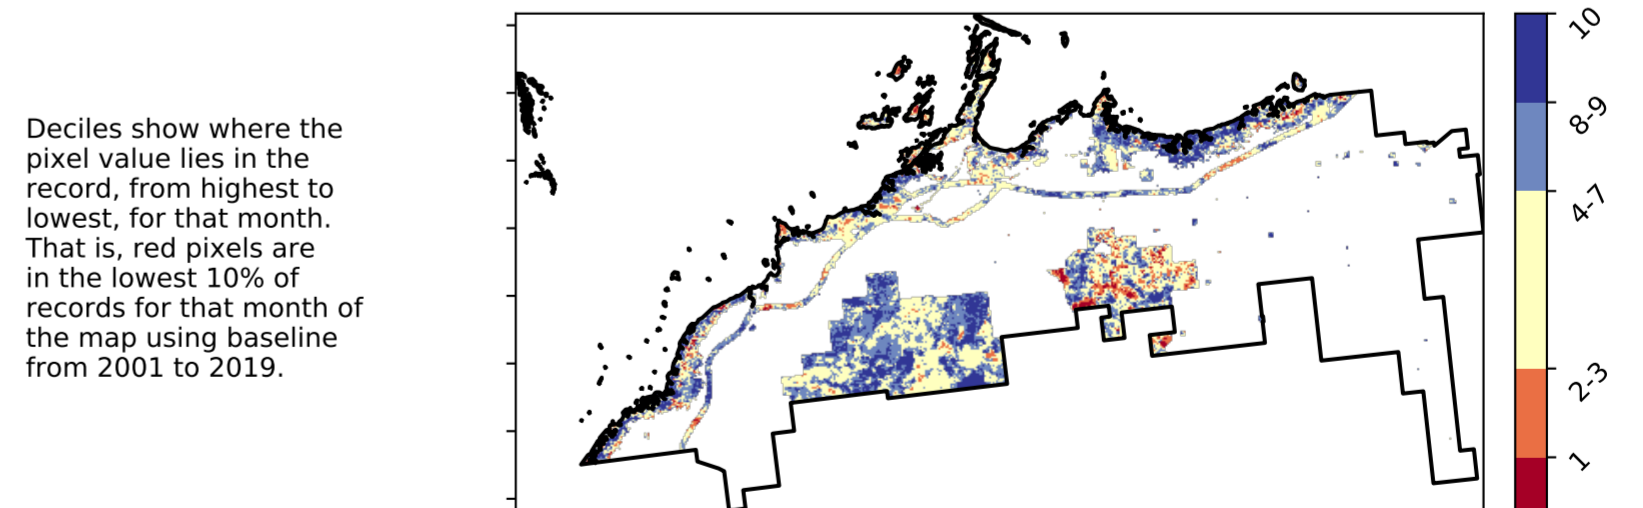 Deciles show where the
pixel value lies in the
record, from highest to
lowest, for that month.
That is, red pixels are
in the lowest 10% of
records for that month of
the map using baseline
from 2001 to 2019.
10
8-9
4-7
2-3
1